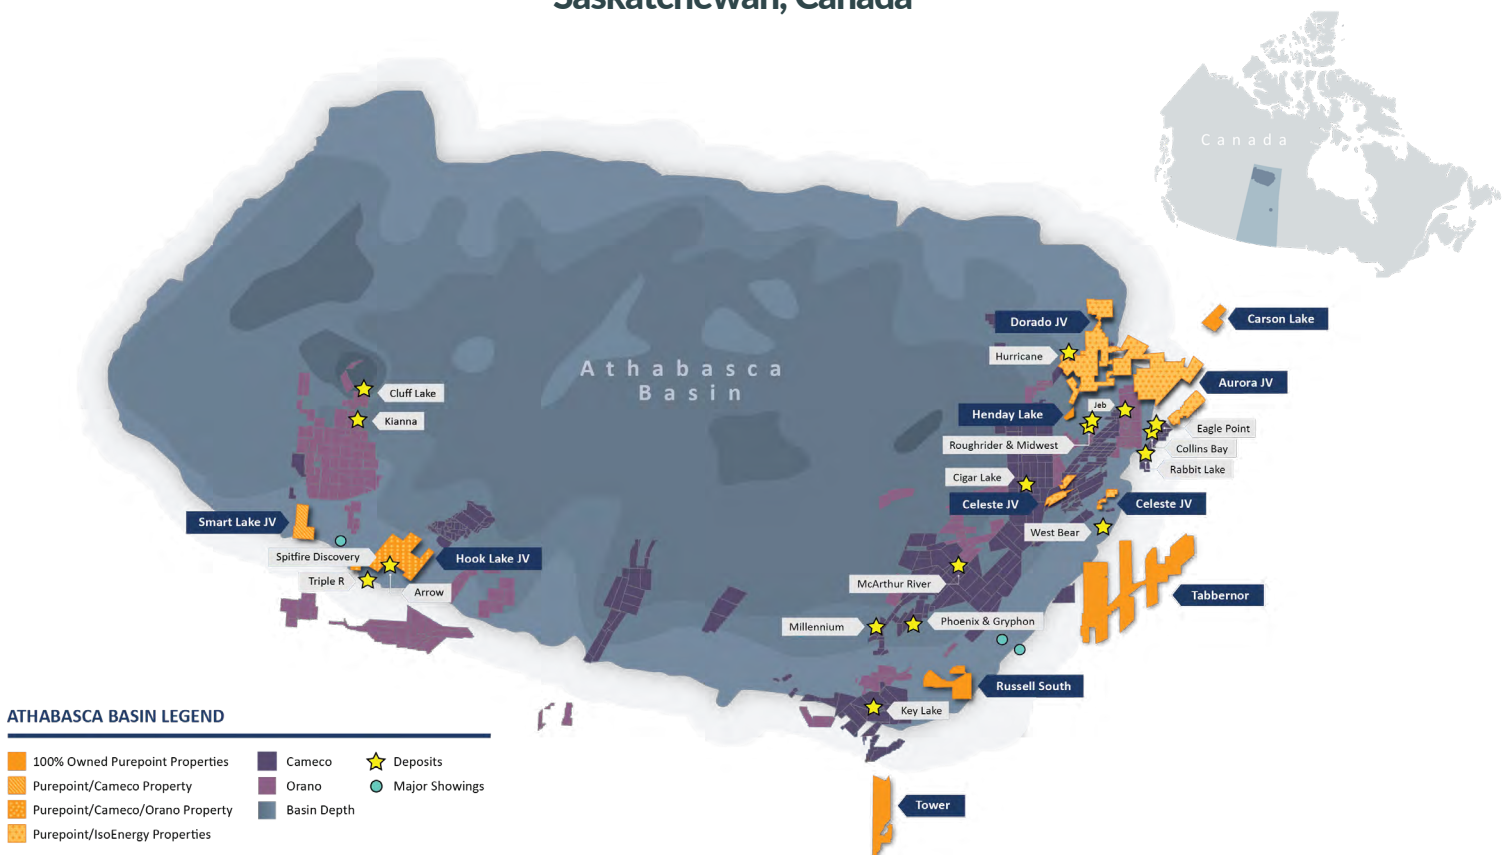 Saskatchewan, Canada
Canada
Athabasca
Basin
Dorado JV
Carson Lake
Hurricane
Aurora JV
Cluff Lake
Kianna
Jeb
Henday Lake
Eagle Point
Roughrider & Midwest
Collins Bay
Rabbit Lake
Cigar Lake
Celeste JV
Celeste JV
Smart Lake JV
West Bear
Spitfire Discovery
Hook Lake JV
Triple R
Arrow
McArthur River
Tabbernor
Millennium
Phoenix & Gryphon
Russell South
Key Lake
Tower
ATHABASCA BASIN LEGEND
100% Owned Purepoint Properties
Purepoint/Cameco Property
Purepoint/Cameco/Orano Property
Purepoint/IsoEnergy Properties
Cameco
Orano
Basin Depth
Deposits
Major Showings